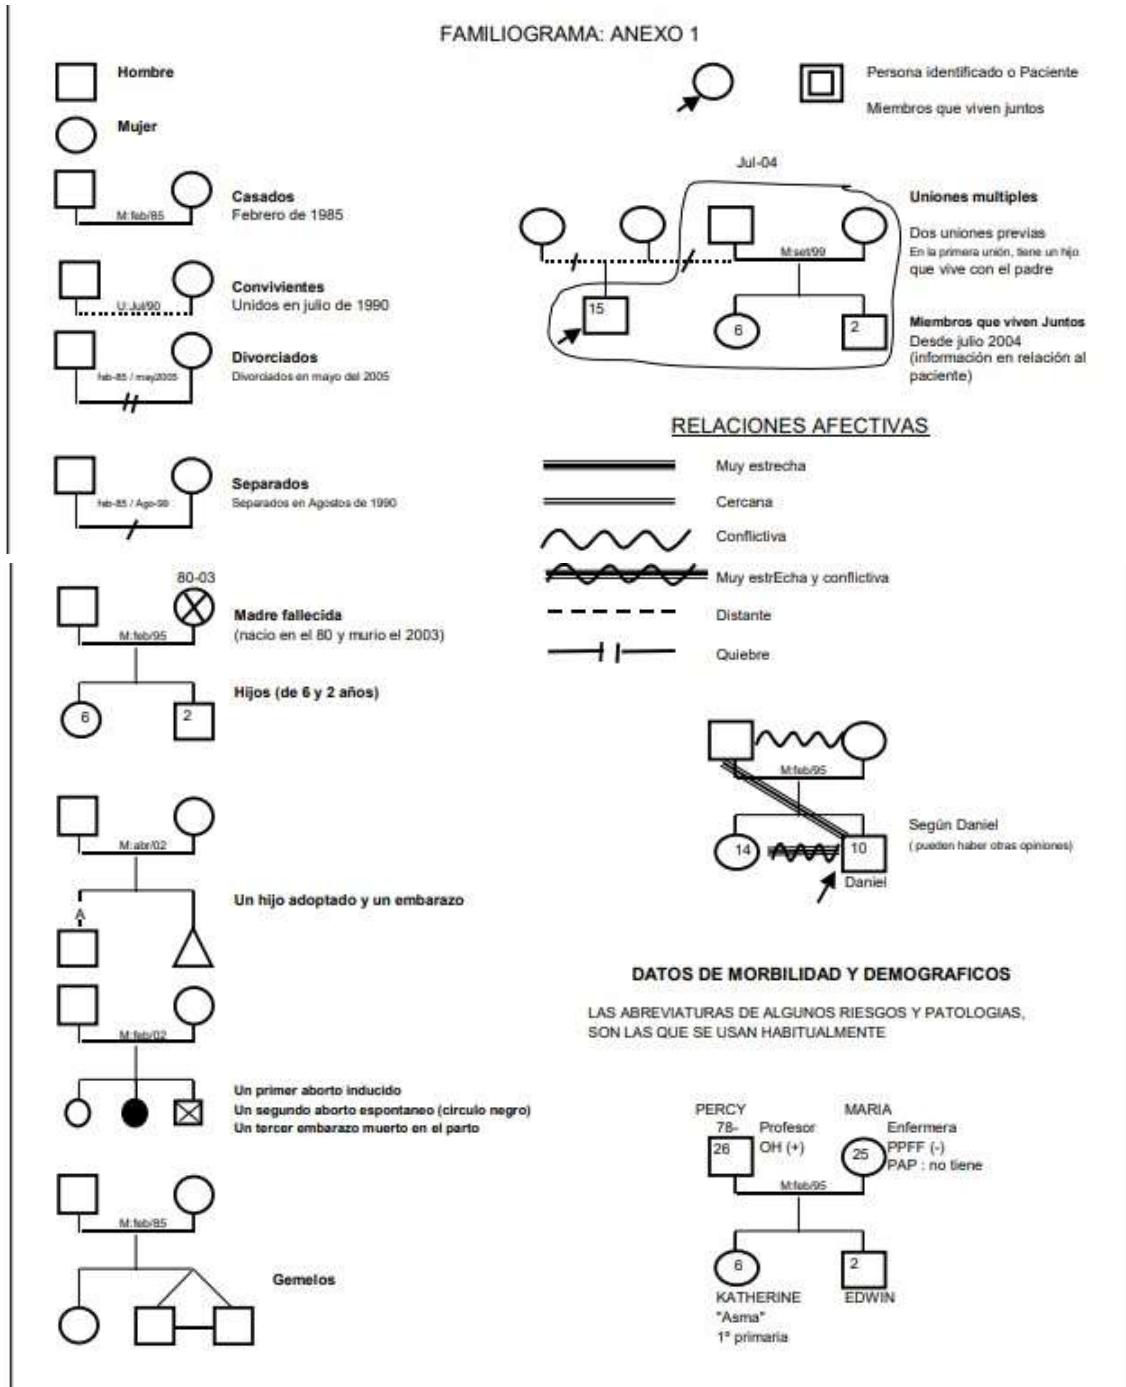 FAMILIOGRAMA: ANEXO 1
Hombre
Mujer
M:feb/85
Casados
Febrero de 1985
U:Jul/90
Convivientes
Unidos en julio de 1990
feb-85 / may2005
Divorciados
Divorciados en mayo del 2005
feb-85 / Ago-90
Separados
Separados en Agostos de 1990
80-03
M:feb/95
Madre fallecida
(nacio en el 80 y murio el 2003)
Hijos (de 6 y 2 años)
6
2
M:abr/02
A
Un hijo adoptado y un embarazo
M:feb/02
Un primer aborto inducido
Un segundo aborto espontaneo (circulo negro)
Un tercer embarazo muerto en el parto
M:feb/85
Gemelos
Persona identificado o Paciente
Miembros que viven juntos
Jul-04
M:set/99
15
6
2
Uniones multiples
Dos uniones previas
En la primera unión, tiene un hijo
que vive con el padre
Miembros que viven Juntos
Desde julio 2004
(información en relación al
paciente)
RELACIONES AFECTIVAS
Muy estrecha
Cercana
Conflictiva
Muy estrEcha y conflictiva
Distante
Quiebre
M:feb/95
14
10
Daniel
Según Daniel
( pueden haber otras opiniones)
DATOS DE MORBILIDAD Y DEMOGRAFICOS
LAS ABREVIATURAS DE ALGUNOS RIESGOS Y PATOLOGIAS,
SON LAS QUE SE USAN HABITUALMENTE
PERCY
78-
26
Profesor
OH (+)
MARIA
25
Enfermera
PPFF (-)
PAP : no tiene
M:feb/95
6
2
KATHERINE
"Asma"
1º primaria
EDWIN